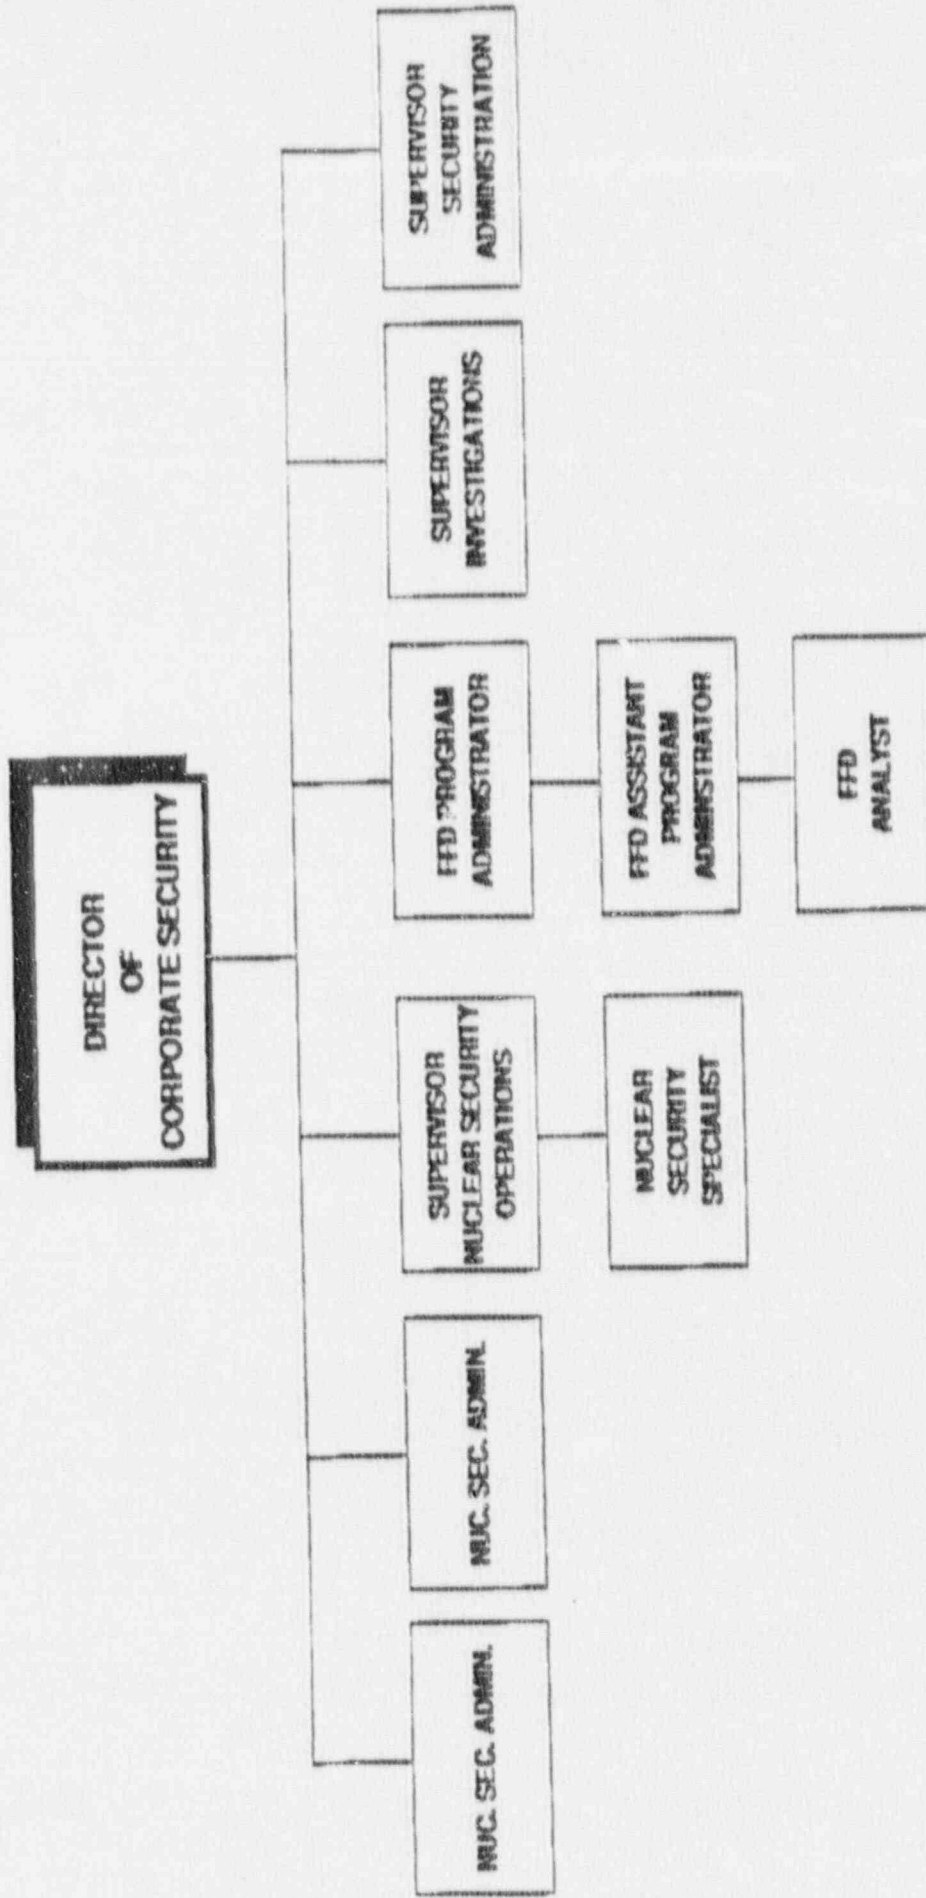 DIRECTOR
OF
CORPORATE SECURITY
NUC. SEC. ADMIN.
NUC. SEC. ADMIN.
SUPERVISOR
NUCLEAR SECURITY
OPERATIONS
FFD PROGRAM
ADMINISTRATOR
SUPERVISOR
INVESTIGATIONS
SUPERVISOR
SECURITY
ADMINISTRATION
NUCLEAR
SECURITY
SPECIALIST
FFD ASSISTANT
PROGRAM
ADMINSTRATOR
FFD
ANALYST